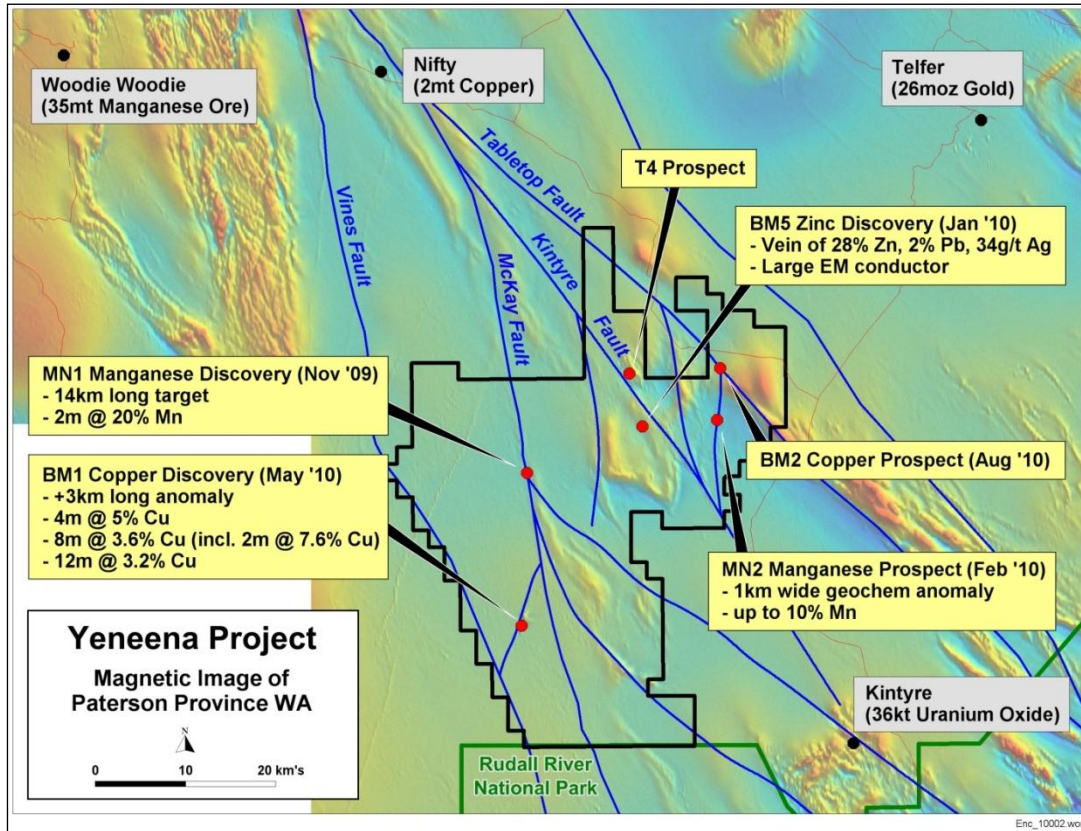 Woodie Woodie
(35mt Manganese Ore)
Nifty
(2mt Copper)
Telfer
(26moz Gold)
Vines Fault
McKay Fault
Kintyre
Fault
Tabletop Fault
T4 Prospect
BM5 Zinc Discovery (Jan '10)
- Vein of 28% Zn, 2% Pb, 34g/t Ag
- Large EM conductor
MN1 Manganese Discovery (Nov '09)
- 14km long target
- 2m @ 20% Mn
BM1 Copper Discovery (May '10)
- +3km long anomaly
- 4m @ 5% Cu
- 8m @ 3.6% Cu (incl. 2m @ 7.6% Cu)
- 12m @ 3.2% Cu
BM2 Copper Prospect (Aug '10)
MN2 Manganese Prospect (Feb '10)
- 1km wide geochem anomaly
- up to 10% Mn
Kintyre
(36kt Uranium Oxide)
Rudall River
National Park
Yeneena Project
Magnetic Image of
Paterson Province WA
N
0 10 20 km's
Enc_10002.wor